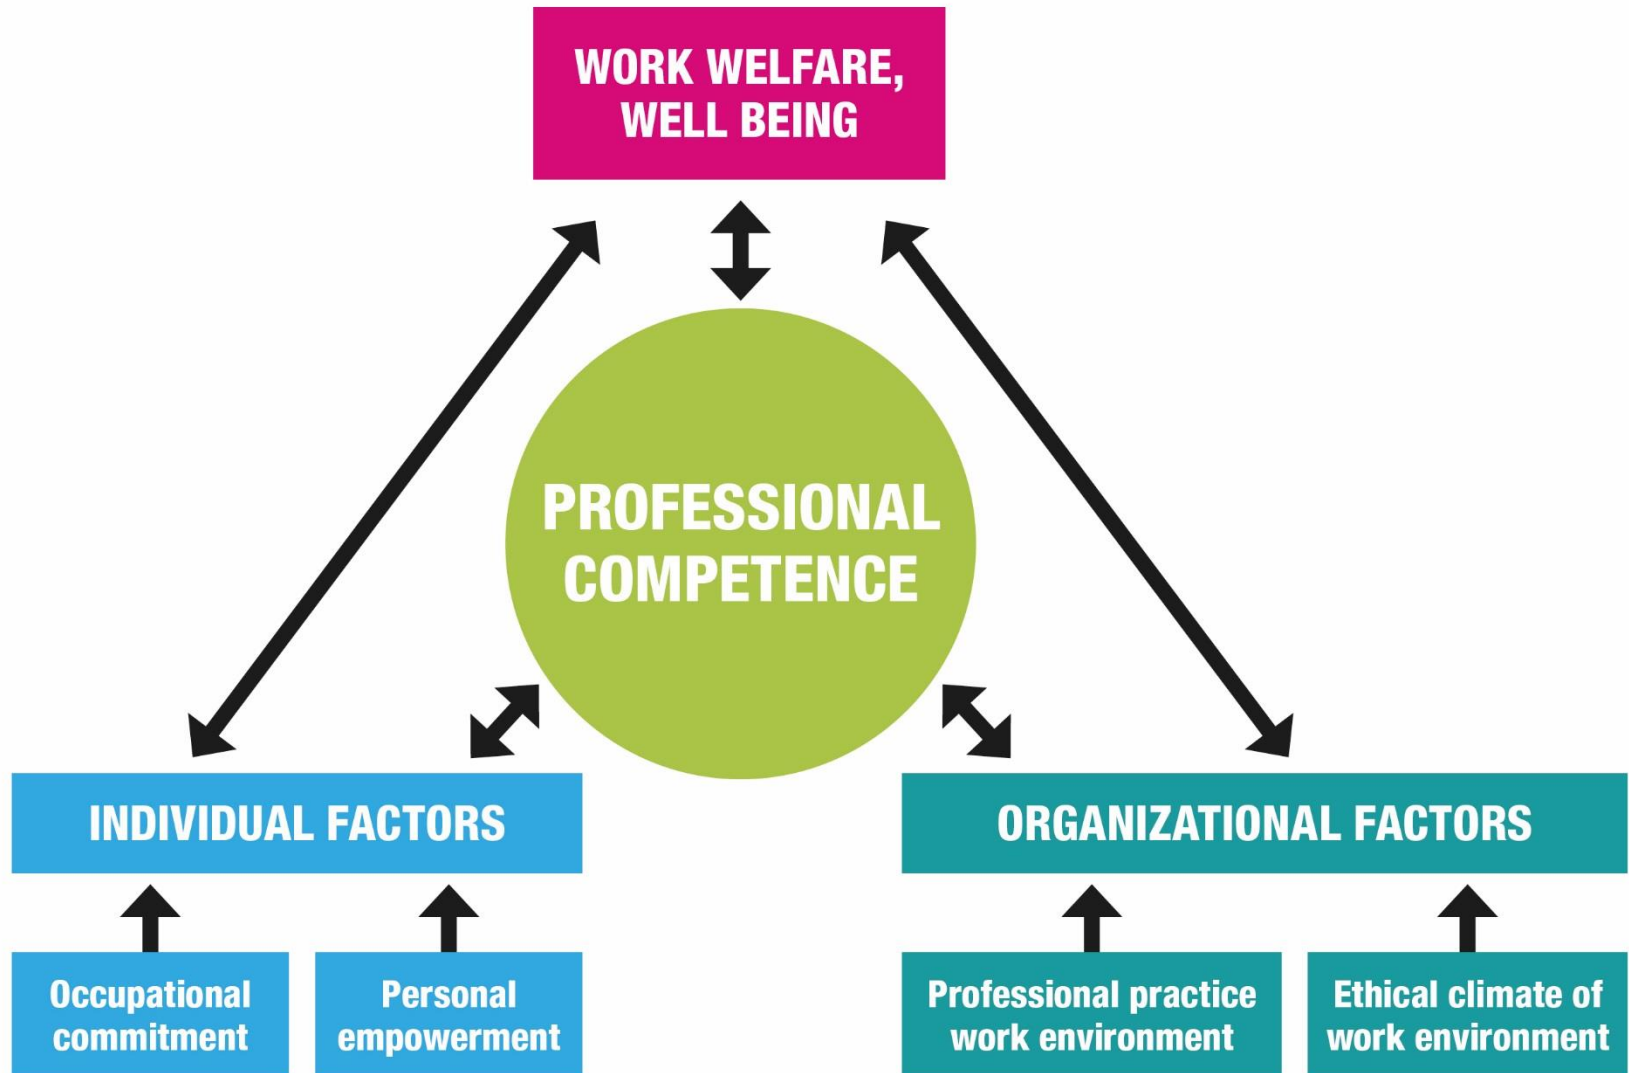 WORK WELFARE,
WELL BEING
PROFESSIONAL
COMPETENCE
INDIVIDUAL FACTORS
ORGANIZATIONAL FACTORS
Occupational
commitment
Personal
empowerment
Professional practice
work environment
Ethical climate of
work environment